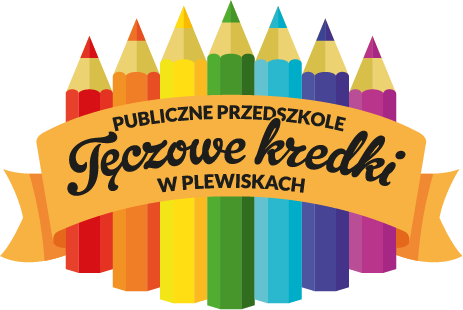 PUBLICZNE PRZEDSZKOLE
Tęczowe kredki
W PLEWISKACH